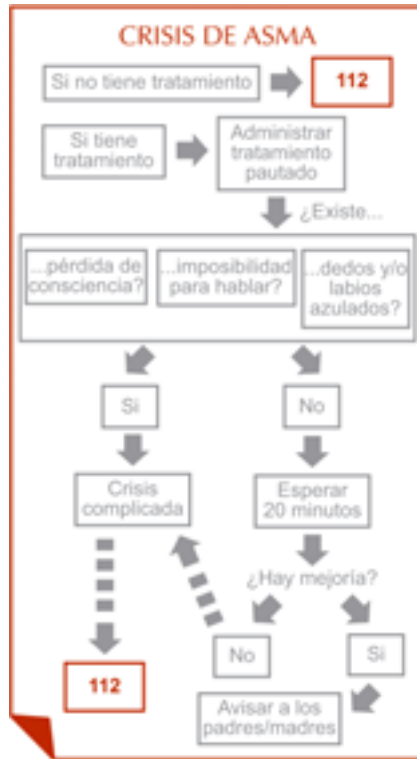 CRISIS DE ASMA
Si no tiene tratamiento
112
Si tiene
tratamiento
Administrar
tratamiento
pautado
¿Existe...
...pérdida de
consciencia?
...imposibilidad
para hablar?
...dedos y/o
labios
azulados?
Si
No
Crisis
complicada
Esperar
20 minutos
¿Hay mejoría?
No
Si
112
Avisar a los
padres/madres